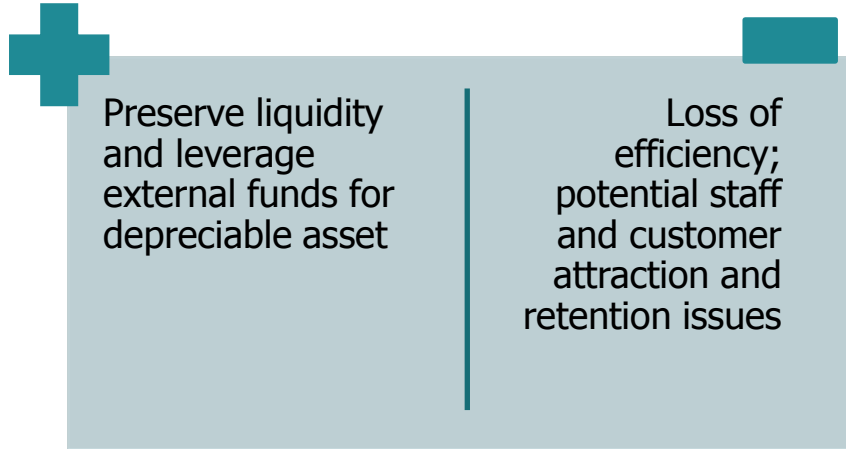 Preserve liquidity
and leverage
external funds for
depreciable asset
Loss of
efficiency;
potential staff
and customer
attraction and
retention issues